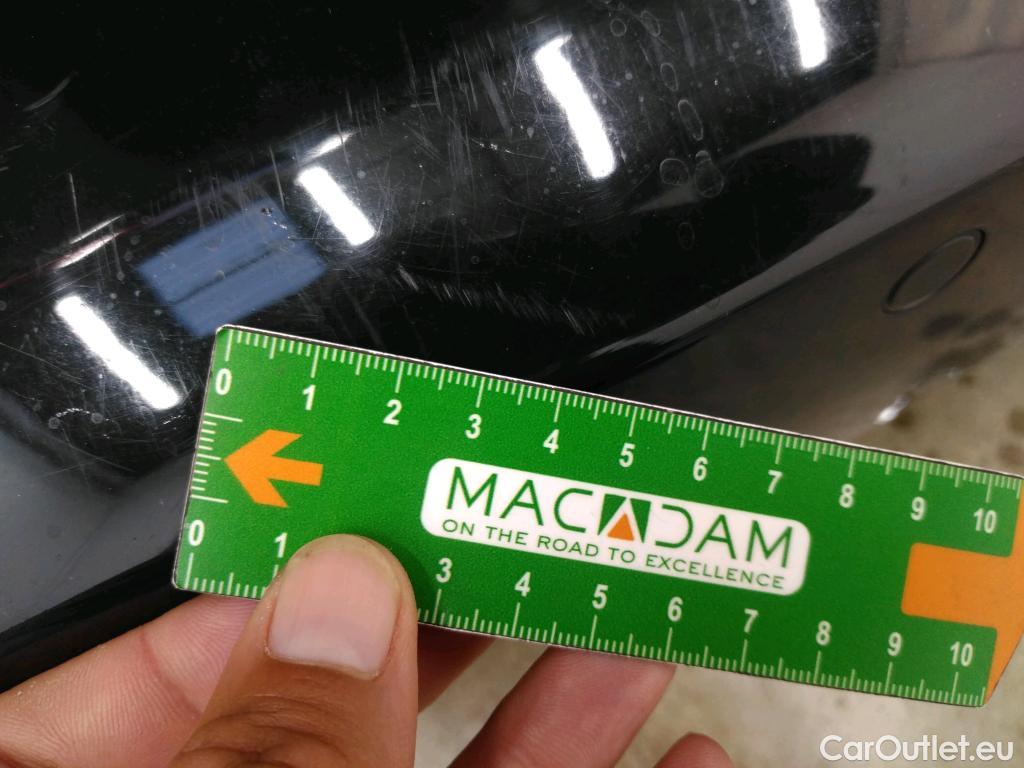 0 1 2 3 4 5 6 7 8 9 10
MACADAM
ON THE ROAD TO EXCELLENCE
0 1 3 4 5 6 7 8 9 10
CarOutlet.eu